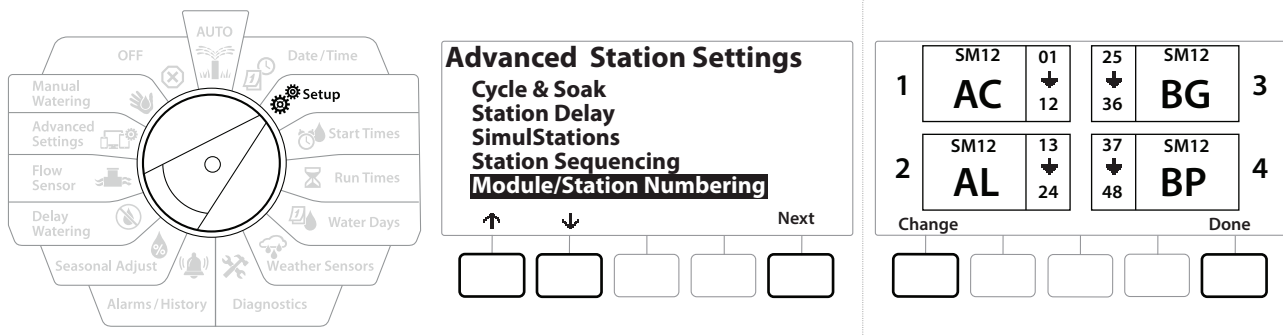 AUTO
OFF
Date / Time
Manual
Watering
Setup
Advanced
Settings
Start Times
Flow
Sensor
Run Times
Delay
Watering
Water Days
Seasonal Adjust
Weather Sensors
Alarms / History
Diagnostics
Advanced Station Settings
Cycle & Soak
Station Delay
SimulStations
Station Sequencing
Module/Station Numbering
Next
1
SM12
AC
01
12
25
36
SM12
BG
3
2
SM12
AL
13
24
37
48
SM12
BP
4
Change
Done